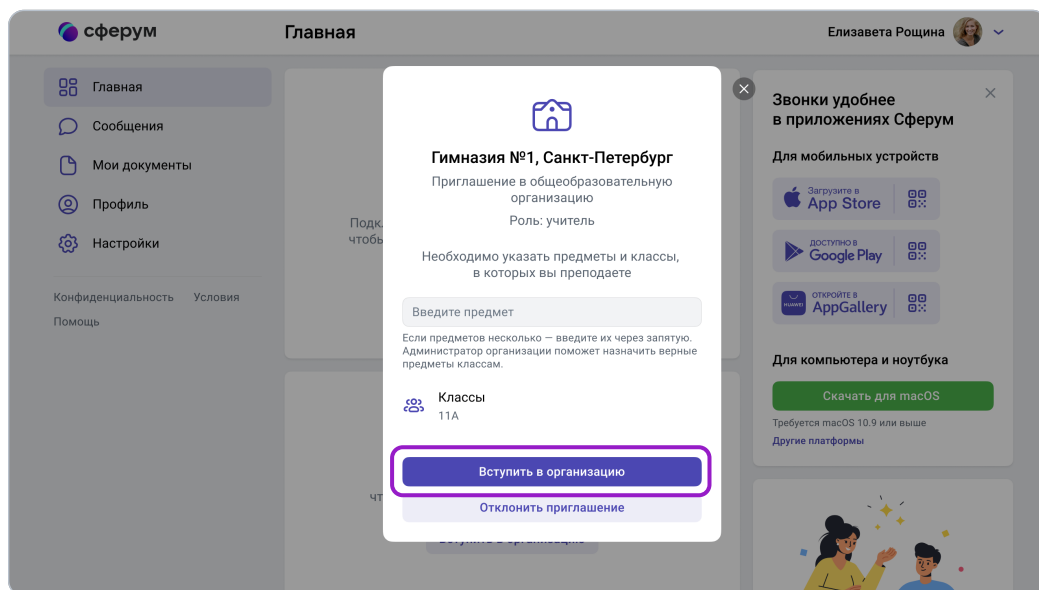 сферум
Главная
Елизавета Рощина
Главная
Сообщения
Мои документы
Профиль
Настройки
Конфиденциальность Условия
Помощь
Гимназия №1, Санкт-Петербург
Приглашение в общеобразовательную
организацию
Роль: учитель
Необходимо указать предметы и классы,
в которых вы преподаете
Введите предмет
Если предметов несколько — введите их через запятую.
Администратор организации поможет назначить верные
предметы классам.
Классы
11А
Вступить в организацию
Отклонить приглашение
Звонки удобнее
в приложениях Сферум
Для мобильных устройств
Загрузите в
App Store
ДОСТУПНО В
Google Play
HUAWEI
ОТКРОЙТЕ В
AppGallery
Для компьютера и ноутбука
Скачать для macOS
Требуется macOS 10.9 или выше
Другие платформы